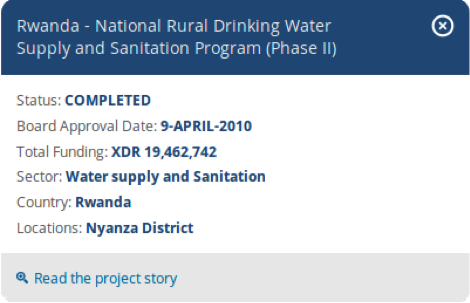 Rwanda - National Rural Drinking Water
Supply and Sanitation Program (Phase II)
Status: COMPLETED
Board Approval Date: 9-APRIL-2010
Total Funding: XDR 19,462,742
Sector: Water supply and Sanitation
Country: Rwanda
Locations: Nyanza District
Read the project story